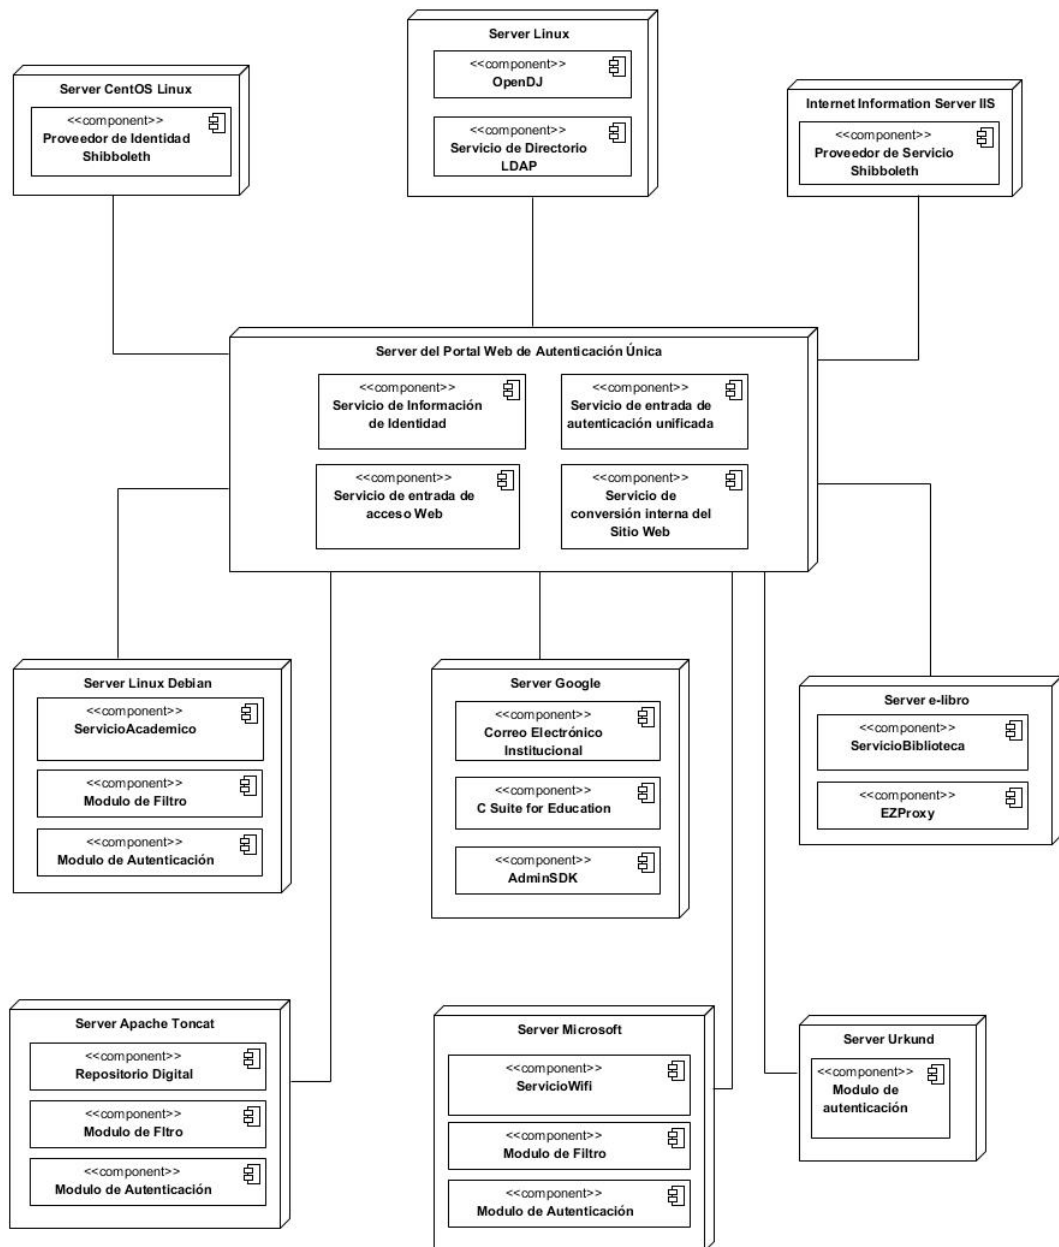 Server Linux
<<component>>
OpenDJ
<<component>>
Servicio de Directorio
LDAP
Server CentOS Linux
<<component>>
Proveedor de Identidad
Shibboleth
Internet Information Server IIS
<<component>>
Proveedor de Servicio
Shibboleth
Server del Portal Web de Autenticación Única
<<component>>
Servicio de Información
de Identidad
<<component>>
Servicio de entrada de
autenticación unificada
<<component>>
Servicio de entrada de
acceso Web
<<component>>
Servicio de
conversión interna del
Sitio Web
Server Linux Debian
<<component>>
ServicioAcademico
<<component>>
Modulo de Filtro
<<component>>
Modulo de Autenticación
Server Google
<<component>>
Correo Electrónico
Institucional
<<component>>
C Suite for Education
<<component>>
AdminSDK
Server e-libro
<<component>>
ServicioBiblioteca
<<component>>
EZProxy
Server Apache Toncat
<<component>>
Repositorio Digital
<<component>>
Modulo de Fltro
<<component>>
Modulo de Autenticación
Server Microsoft
<<component>>
ServicioWifi
<<component>>
Modulo de Filtro
<<component>>
Modulo de Autenticación
Server Urkund
<<component>>
Modulo de
autenticación